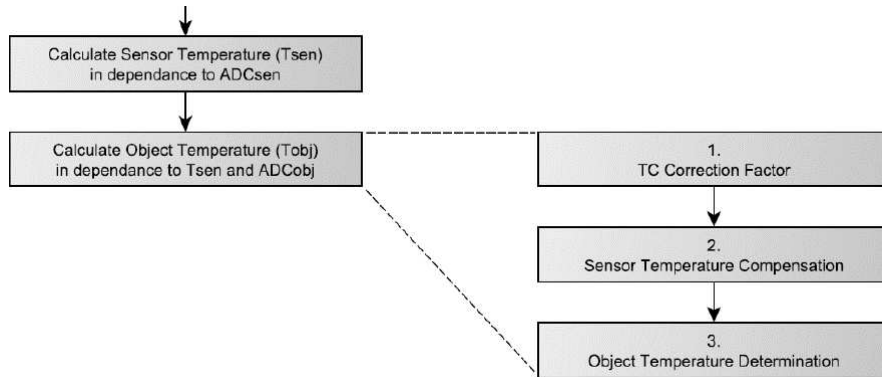 Calculate Sensor Temperature (Tsen)
in dependance to ADCsen
Calculate Object Temperature (Tobj)
in dependance to Tsen and ADCobj
1.
TC Correction Factor
2.
Sensor Temperature Compensation
3.
Object Temperature Determination